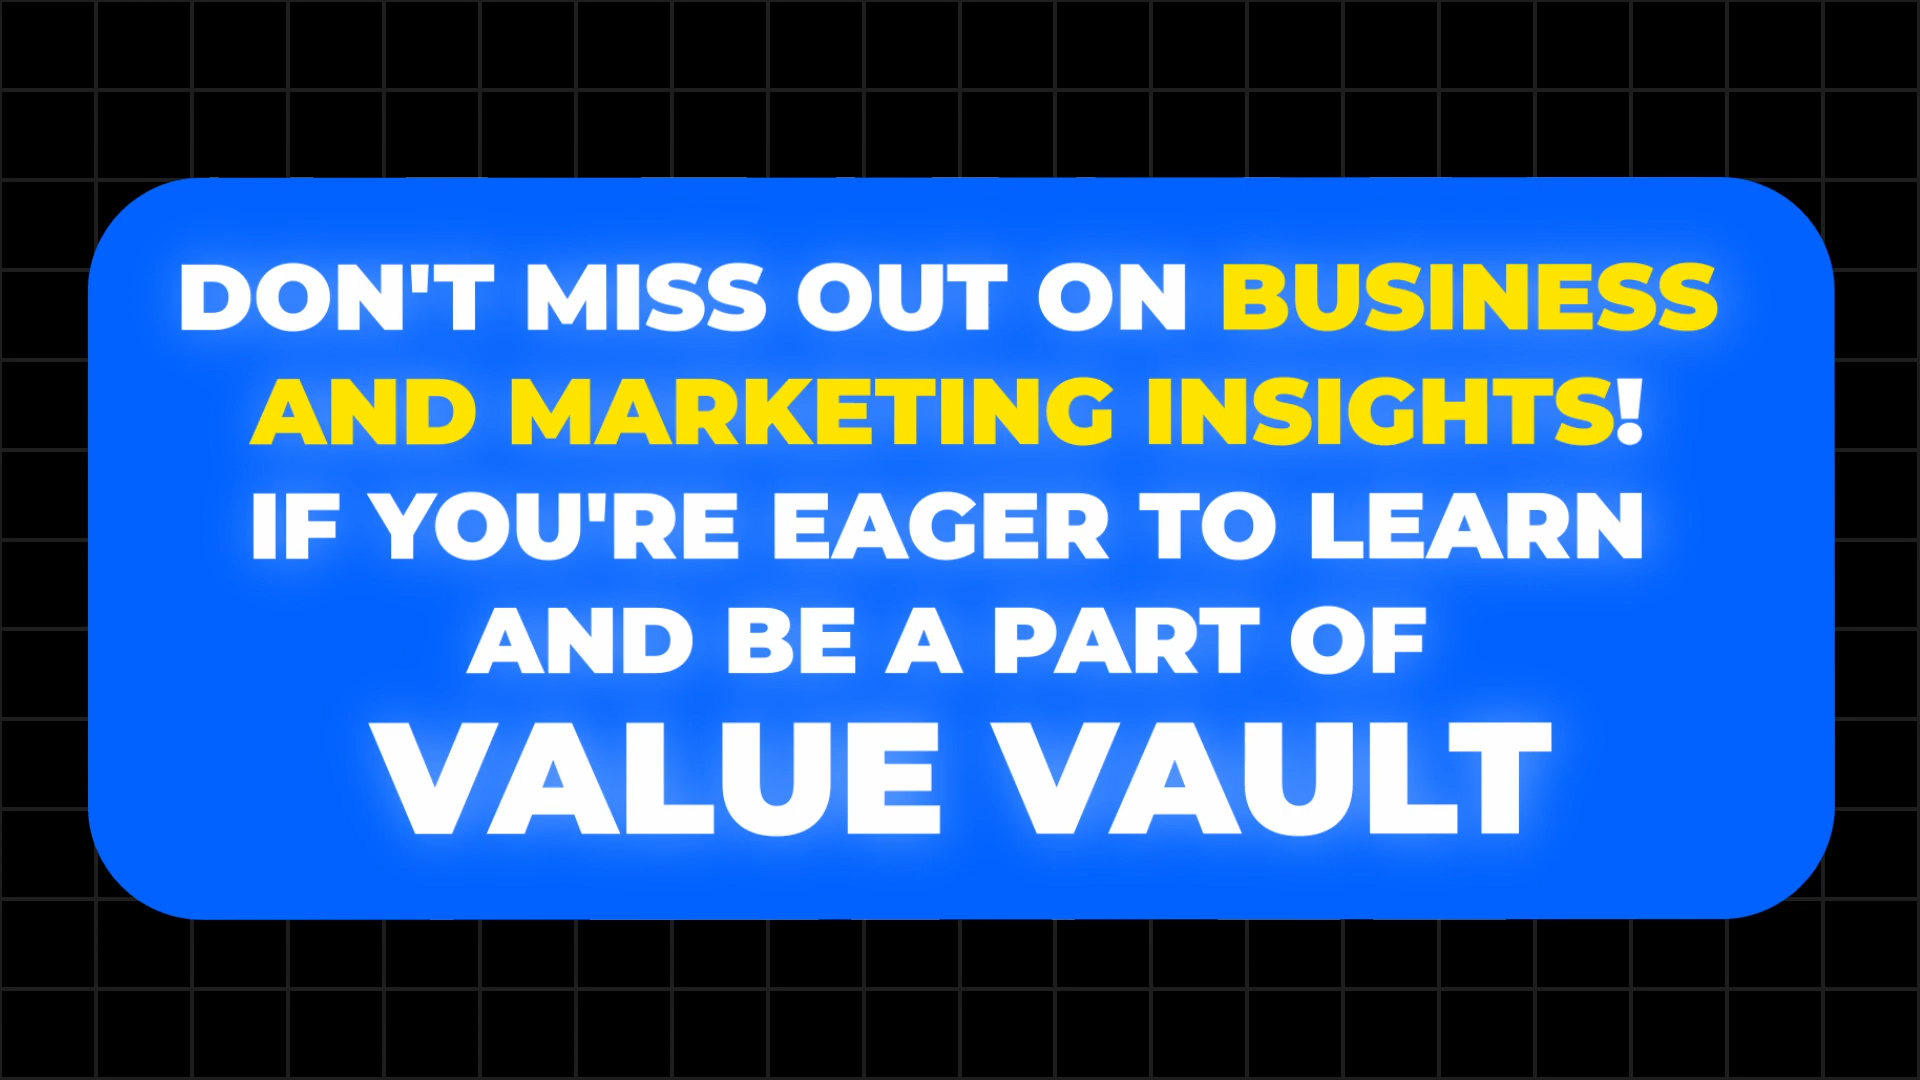 DON'T MISS OUT ON BUSINESS
AND MARKETING INSIGHTS!
IF YOU'RE EAGER TO LEARN
AND BE A PART OF
VALUE VAULT